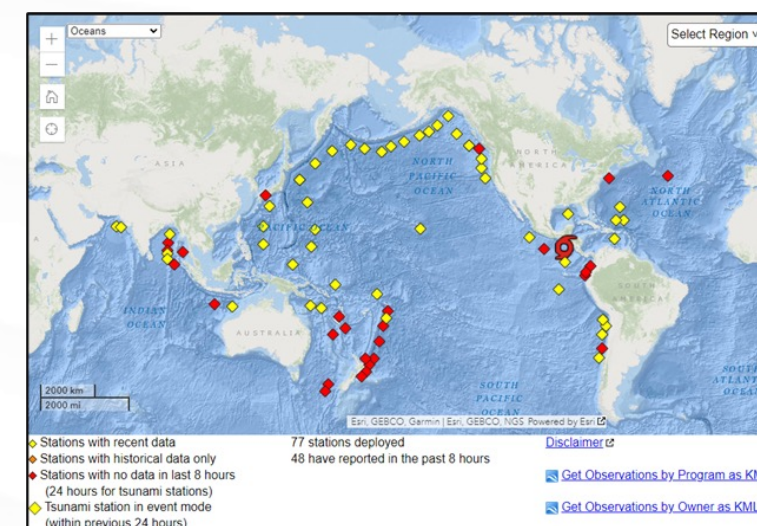 Oceans
Select Region
ASIA
NORTH
PACIFIC
OCEAN
NORTH
AMERICA
NORTH
ATLANTIC
OCEAN
PACIFIC OCEAN
INDIAN
OCEAN
AUSTRALIA
SOUTH
AMERICA
SOUTH
PACIFIC
OCEAN
2000 km
2000 mi
Esri, GEBCO, Garmin | Esri, GEBCO, NGS Powered by Esri
Stations with recent data
Stations with historical data only
Stations with no data in last 8 hours
(24 hours for tsunami stations)
Tsunami station in event mode
(within previous 24 hours)
77 stations deployed
48 have reported in the past 8 hours
Disclaimer
Get Observations by Program as KM
Get Observations by Owner as KML